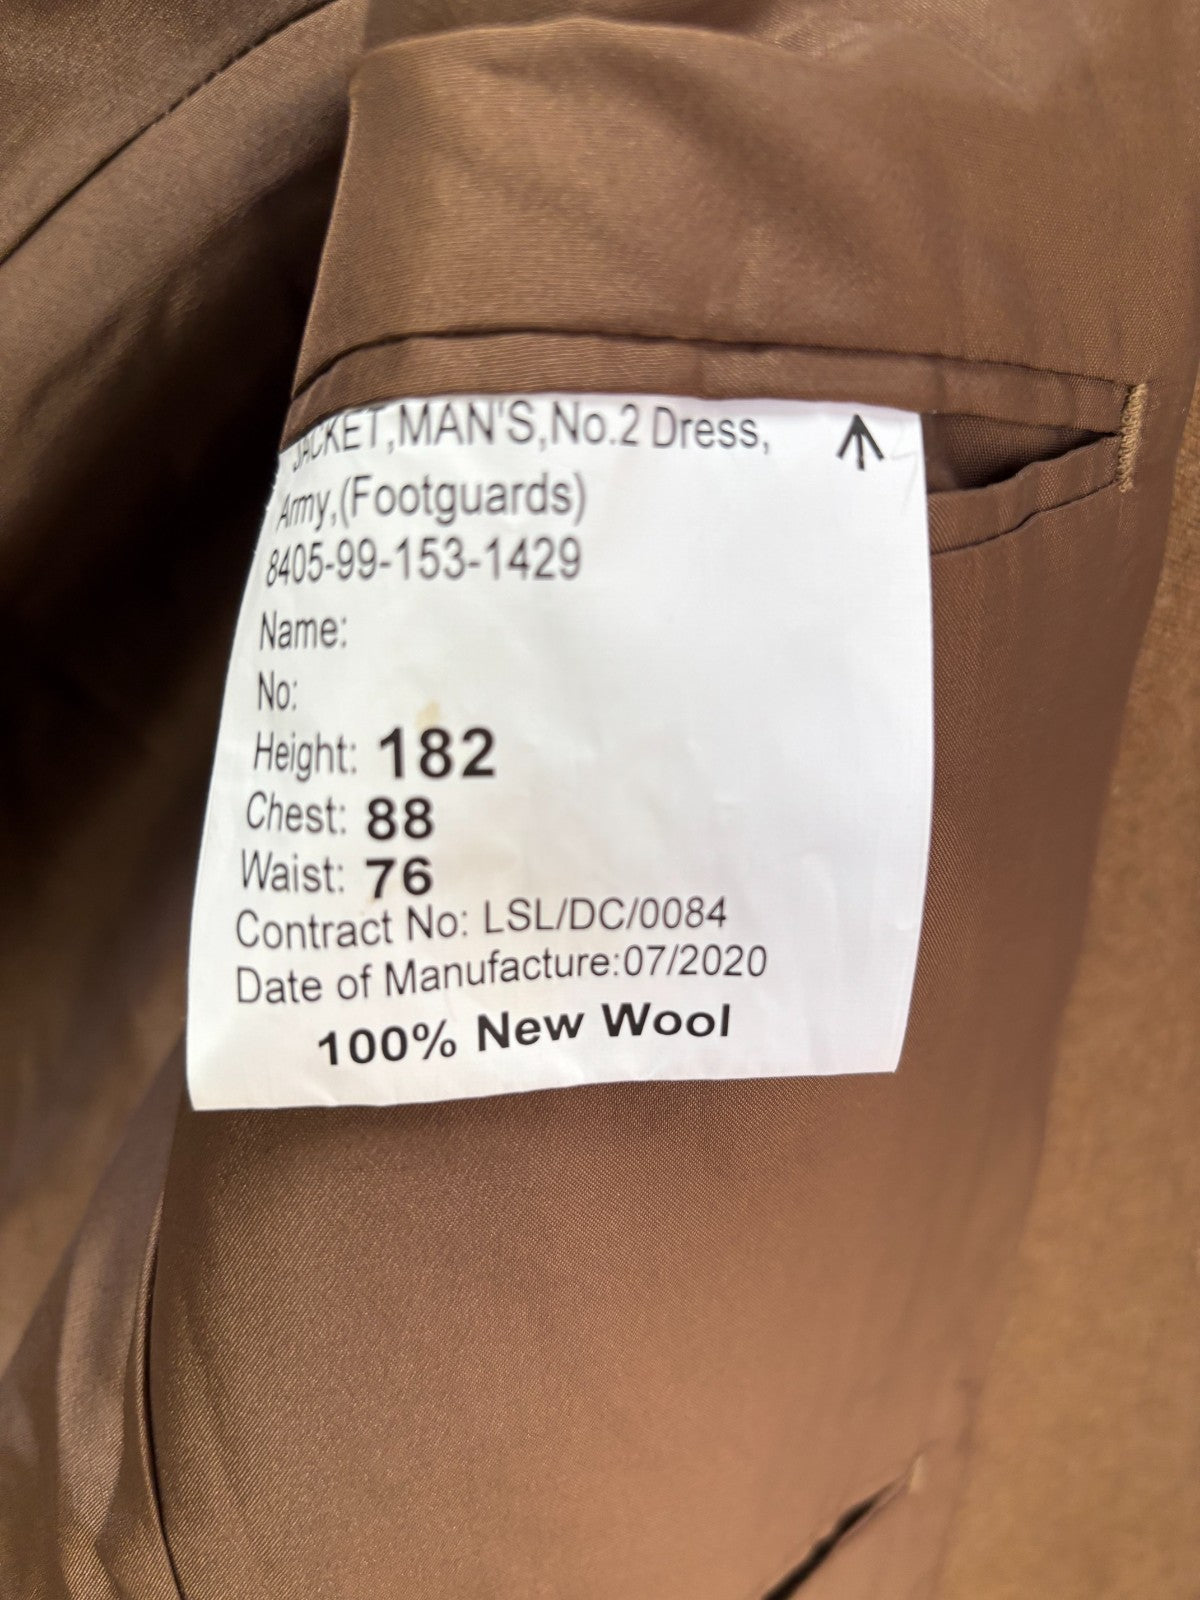 JACKET,MAN'S,No.2 Dress,
Army,(Footguards)
8405-99-153-1429
Name:
No:
Height: 182
Chest: 88
Waist: 76
Contract No: LSL/DC/0084
Date of Manufacture:07/2020
100% New Wool